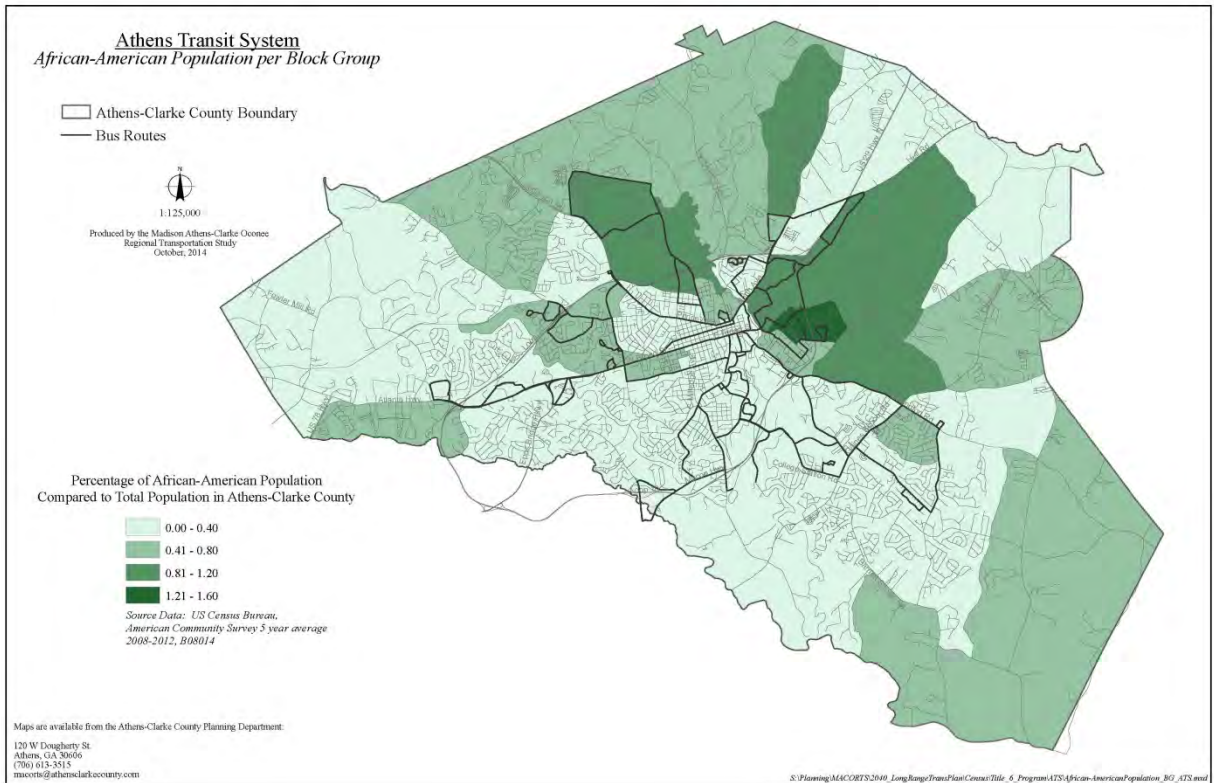 Athens Transit System
African-American Population per Block Group
Athens-Clarke County Boundary
Bus Routes
N
1:125,000
Produced by the Madison Athens-Clarke Oconee
Regional Transportation Study
October, 2014
Percentage of African-American Population
Compared to Total Population in Athens-Clarke County
0.00 - 0.40
0.41 - 0.80
0.81 - 1.20
1.21 - 1.60
Source Data: US Census Bureau,
American Community Survey 5 year average
2008-2012, B08014
Maps are available from the Athens-Clarke County Planning Department:
120 W Dougherty St.
Athens, GA 30606
(706) 613-3515
macorts@athensclarkecounty.com
S:\Planning\MACORTS\2040_LongRangeTransPlan\Census\Title_6_Program\ATS\African-AmericanPopulation_BG_ATS.mxd